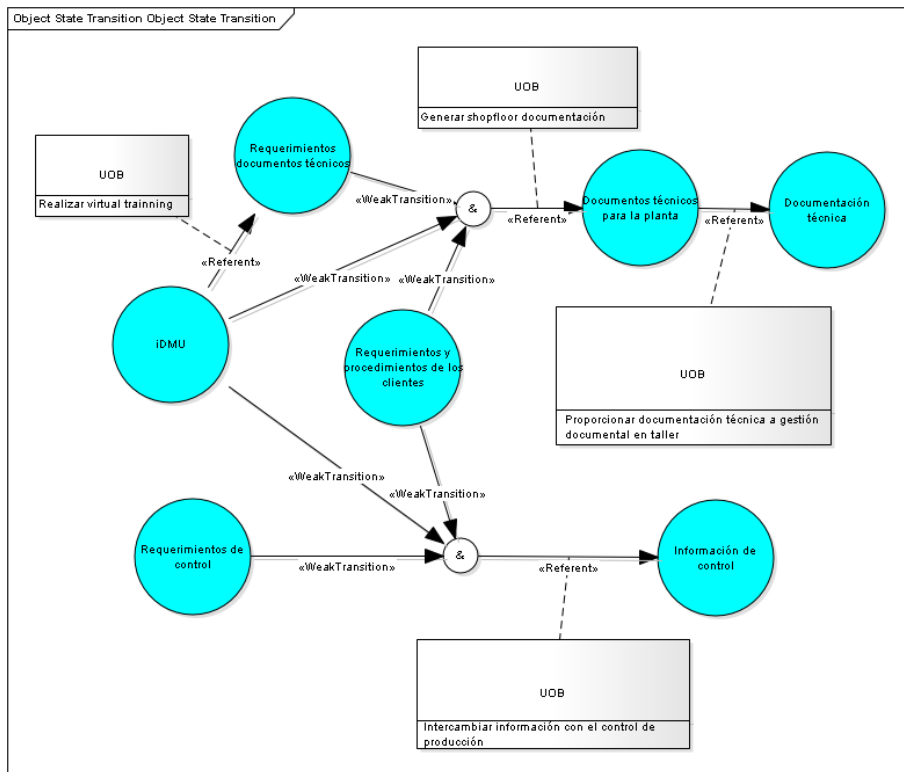 Object State Transition Object State Transition
UOB
Generar shopfloor documentación
UOB
Realizar virtual trainning
Requerimientos
documentos técnicos
«WeakTransition»
&
«Referent»
Documentos técnicos
para la planta
«Referent»
Documentación
técnica
«Referent»
«WeakTransition»
«WeakTransition»
iDMU
Requerimientos y
procedimientos de los
clientes
UOB
Proporcionar documentación técnica a gestión
documental en taller
«WeakTransition»
«WeakTransition»
Requerimientos de
control
«WeakTransition»
&
«Referent»
Información de
control
UOB
Intercambiar información con el control de
producción